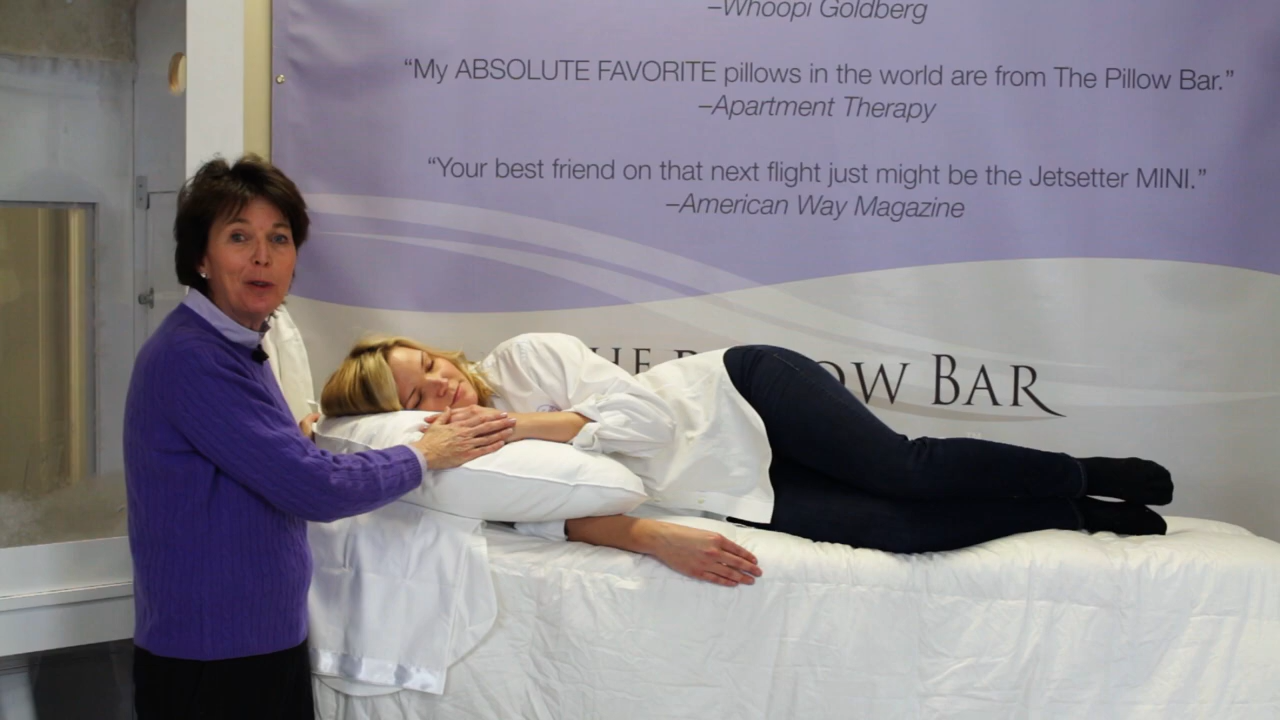 –Whoopi Goldberg
“My ABSOLUTE FAVORITE pillows in the world are from The Pillow Bar.”
–Apartment Therapy
“Your best friend on that next flight just might be the Jetsetter MINI.”
–American Way Magazine
Bar